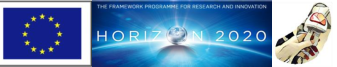 THE FRAMEWORK PROGRAMME FOR RESEARCH AND INNOVATION
HORIZON 2020